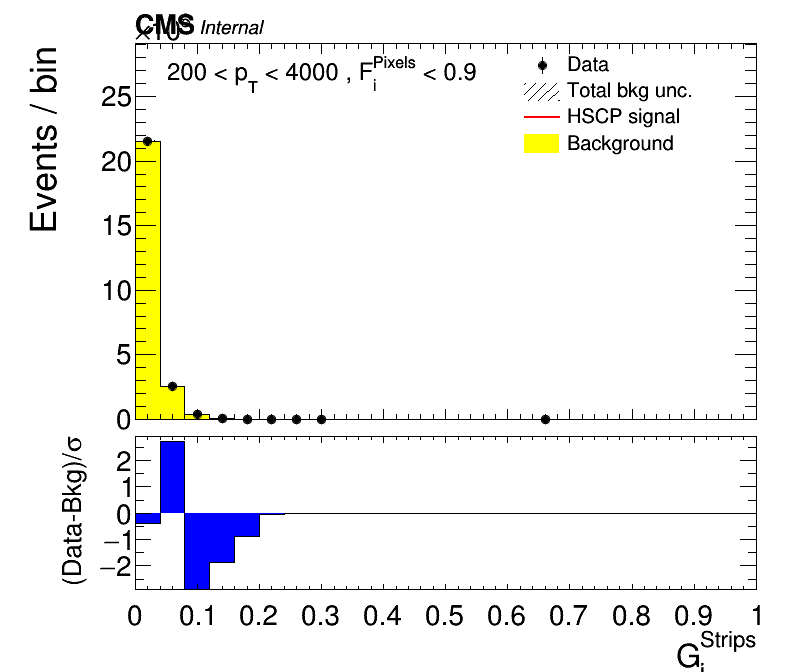 CMS Internal
200 < p_T < 4000 , F_i^Pixels < 0.9
Data
Total bkg unc.
HSCP signal
Background
Events / bin
25
20
15
10
5
0
(Data-Bkg)/σ
2
1
0
−1
−2
0 0.1 0.2 0.3 0.4 0.5 0.6 0.7 0.8 0.9 1
G_i^Strips